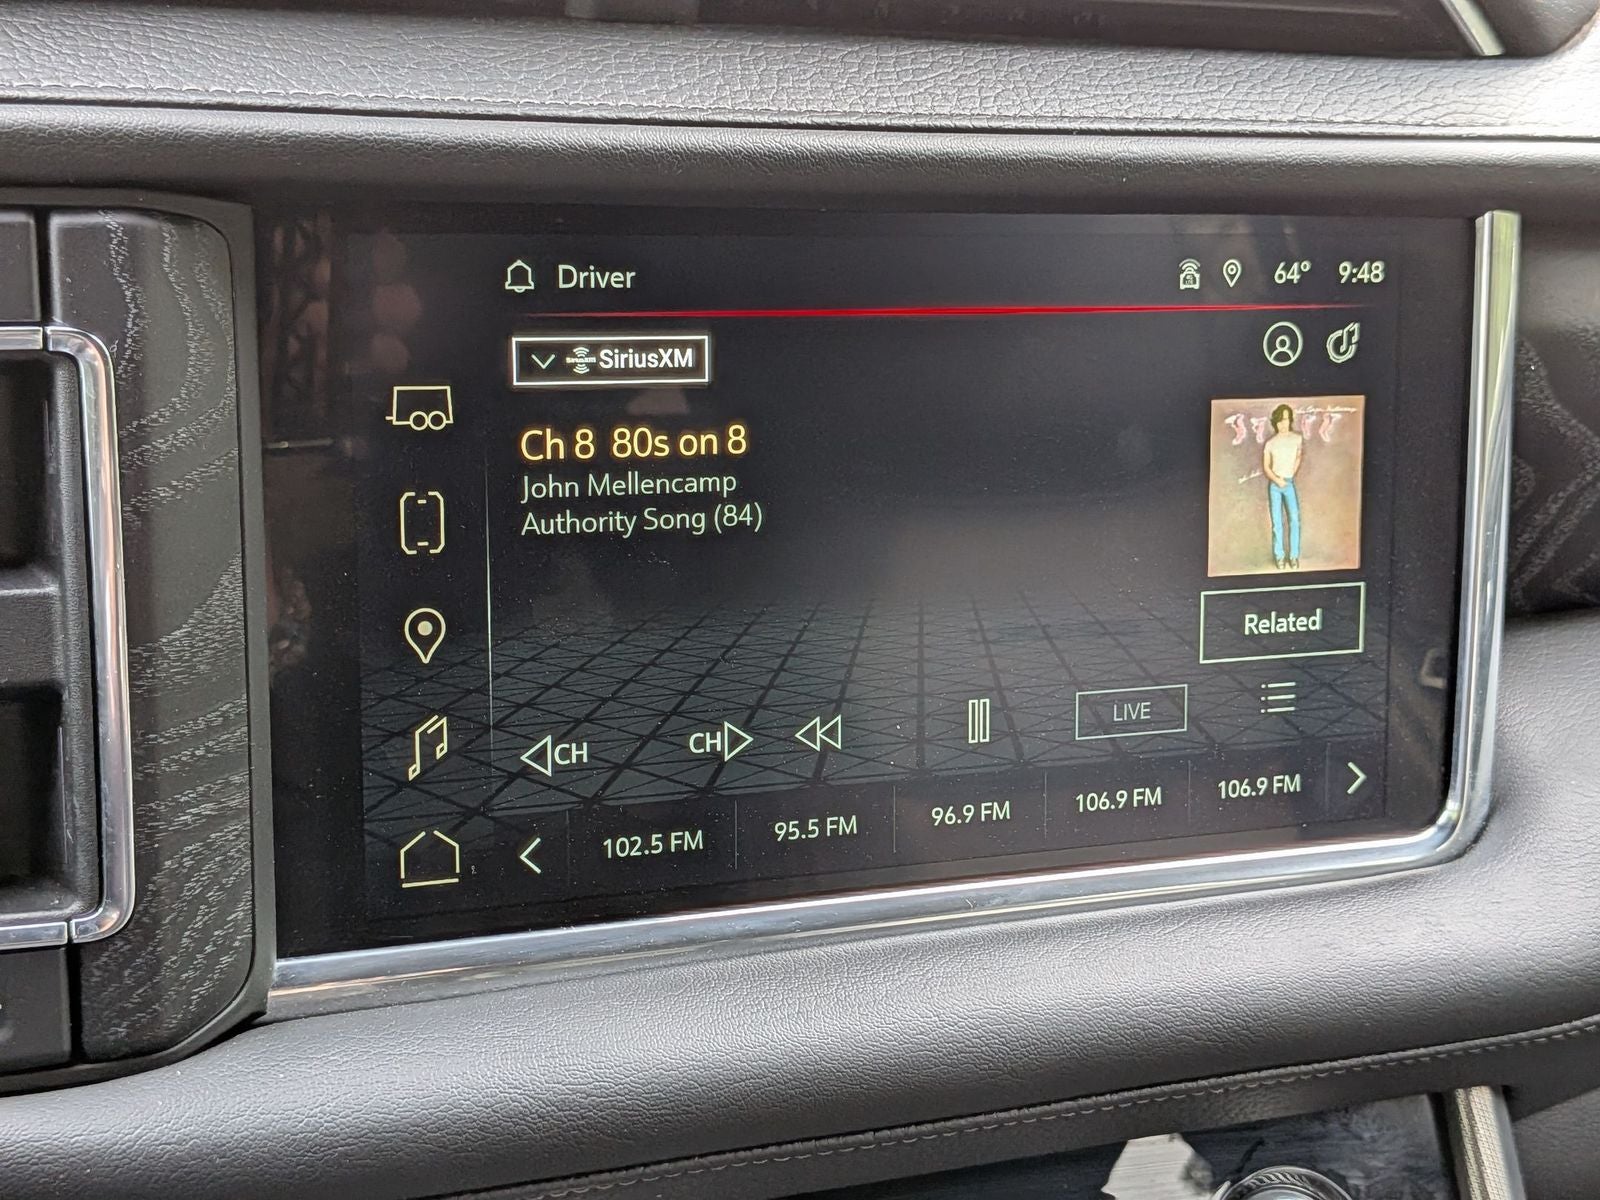 Driver 64° 9:48
SiriusXM
Ch 8 80s on 8
John Mellencamp
Authority Song (84)
Related
CH CH LIVE
102.5 FM 95.5 FM 96.9 FM 106.9 FM 106.9 FM